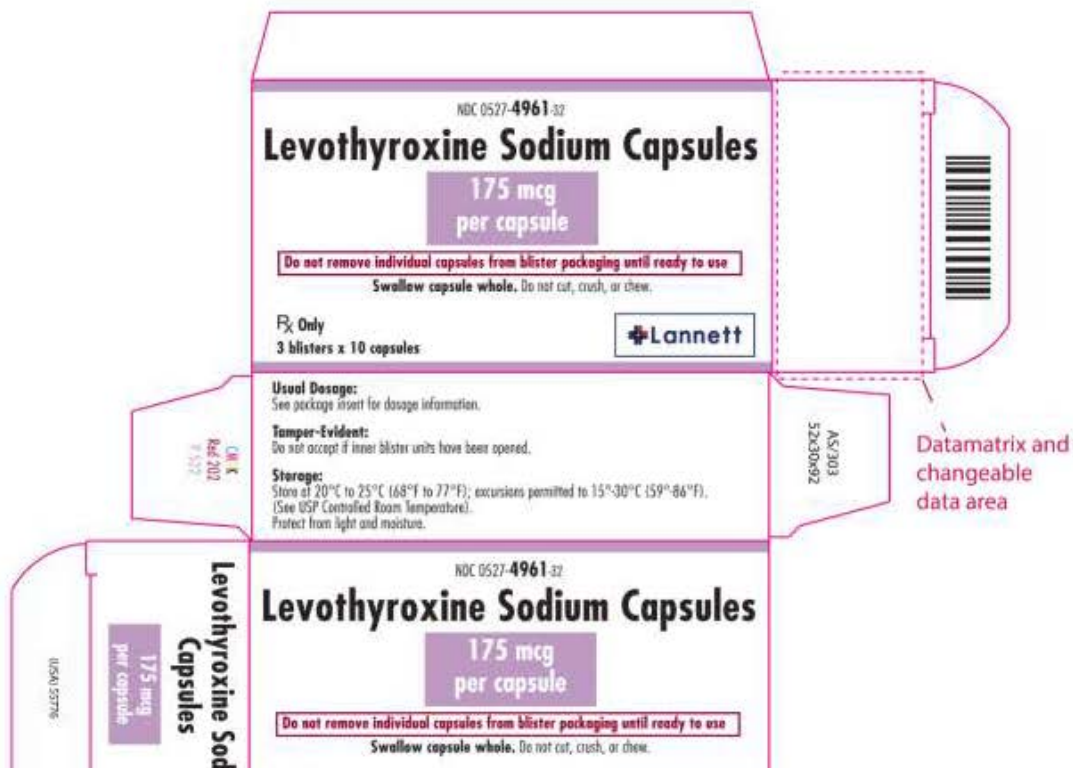 NDC 0527-4961-32
Levothyroxine Sodium Capsules
175 mcg
per capsule
Do not remove individual capsules from blister packaging until ready to use
Swallow capsule whole. Do not cut, crush, or chew.
Rx Only
3 blisters x 10 capsules
Lannett
Usual Dosage:
See package insert for dosage information.
Tamper-Evident:
Do not accept if inner blister units have been opened.
Storage:
Store at 20°C to 25°C (68°F to 77°F); excursions permitted to 15°-30°C (59°-86°F).
(See USP Controlled Room Temperature).
Protect from light and moisture.
Red 202
AS/303
52x30x92
Datamatrix and
changeable
data area
NDC 0527-4961-32
Levothyroxine Sodium Capsules
175 mcg
per capsule
Do not remove individual capsules from blister packaging until ready to use
Swallow capsule whole. Do not cut, crush, or chew.
Levothyroxine Sod
Capsules
175 mcg
per capsule
(USA) 55776